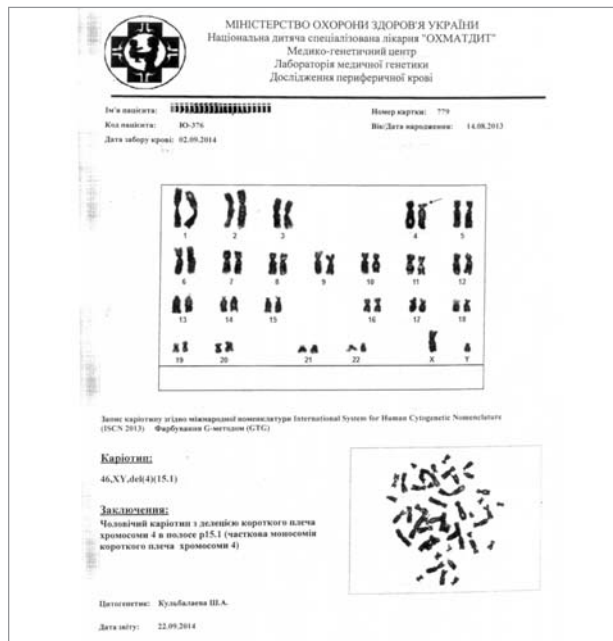 МІНІСТЕРСТВО ОХОРОНИ ЗДОРОВ'Я УКРАЇНИ
Національна дитяча спеціалізована лікарня "ОХМАТДИТ"
Медико-генетичний центр
Лабораторія медичної генетики
Дослідження периферичної крові
Ім'я пацієнта:
Номер картки: 779
Код пацієнта: Ю-376
Вік/Дата народження: 14.08.2013
Дата забору крові: 02.09.2014
1 2 3 4 5
6 7 8 9 10 11 12
13 14 15 16 17 18
19 20 21 22 X Y
Запис каріотипу згідно міжнародної номенклатури International System for Human Cytogenetic Nomenclature
(ISCN 2013) Фарбування G-методом (GTG)
Каріотип:
46,XY,del(4)(15.1)
Заключення:
Чоловічий каріотип з делецією короткого плеча
хромосоми 4 в полосе p15.1 (часткова моносомія
короткого плеча хромосоми 4)
Цитогенетик: Кульбалаева Ш.А.
Дата звіту: 22.09.2014